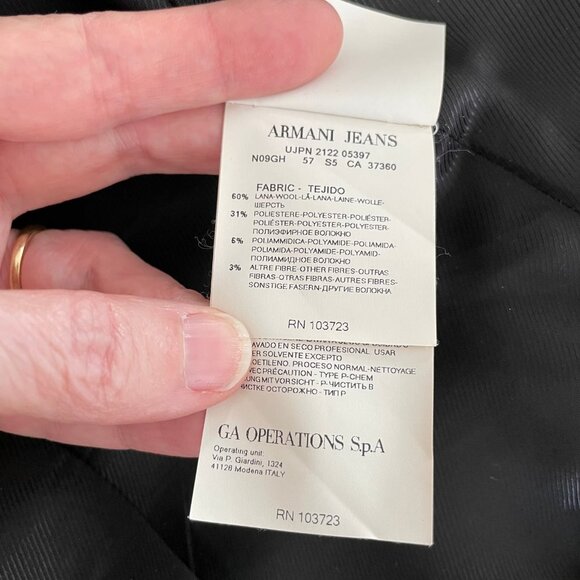 ARMANI JEANS
UJPN 2122 05397
N09GH 57 S5 CA 37360
FABRIC - TEJIDO
60% LANA-WOOL-LÃ-LANA-LAINE-WOLLE-
ШЕРСТЬ
31% POLIESTERE-POLYESTER-POLIÉSTER-
POLIÉSTER-POLYESTER-POLYESTER-
ПОЛИЭФИРНОЕ ВОЛОКНО
6% POLIAMMIDICA-POLYAMIDE-POLIAMIDA-
POLIAMIDA-POLYAMIDE-POLYAMID-
ПОЛИАМИДНОЕ ВОЛОКНО
3% ALTRE FIBRE-OTHER FIBRES-OUTRAS
FIBRAS-OTRAS FIBRAS-AUTRES FIBRES-
SONSTIGE FASERN-ДРУГИЕ ВОЛОКНА
RN 103723
AVADO EN SECO PROFESIONAL. USAR
ER SOLVENTE EXCEPTO
OETILENO. PROCESO NORMAL-NETTOYAGE
VEC PRÉCAUTION - TYPE P-CHEM
UNG MIT VORSICHT - P-ЧИСТИТЬ В
ЧИСТКЕ ОСТОРОЖНО - ТИП P
GA OPERATIONS S.p.A
Operating unit
Via P. Giardini, 1324
41126 Modena ITALY
RN 103723